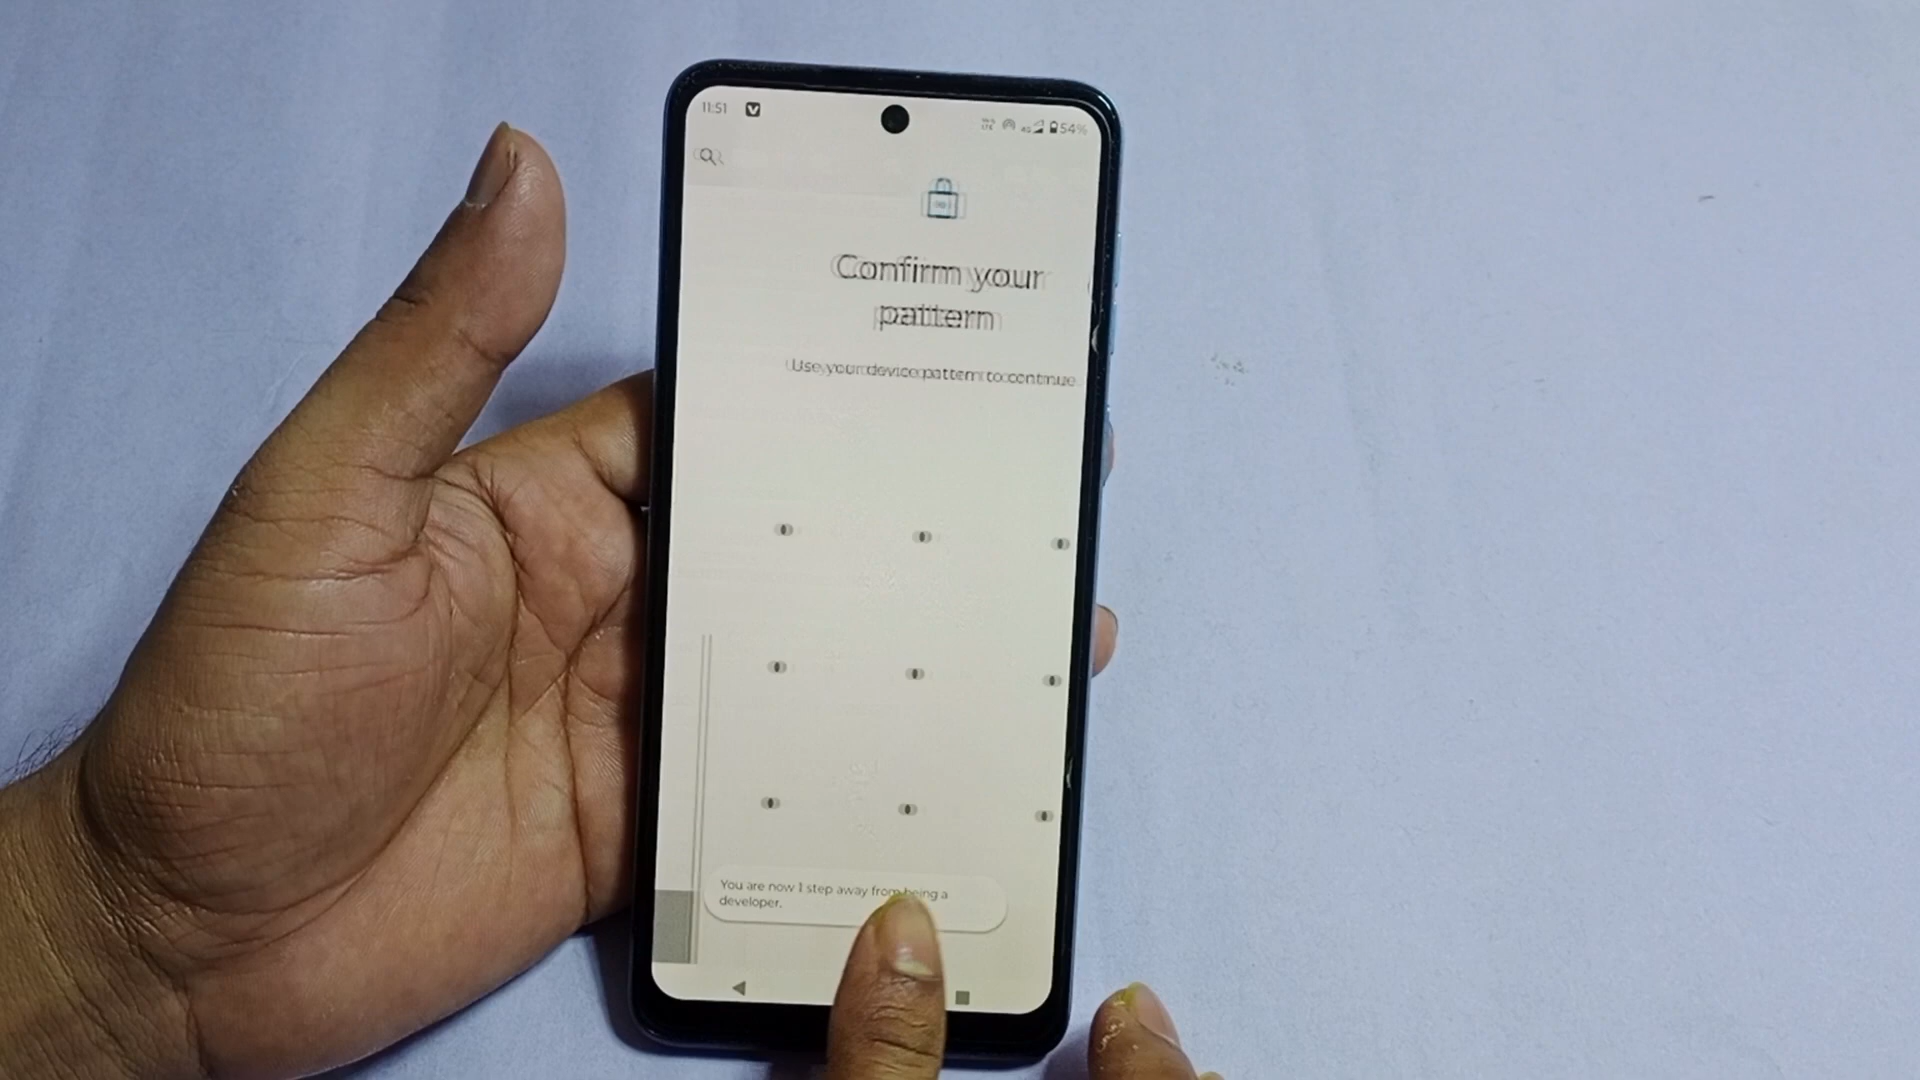 11:51
4G 54%
Confirm your
pattern
Use your device pattern to continue
You are now 1 step away from being a
developer.